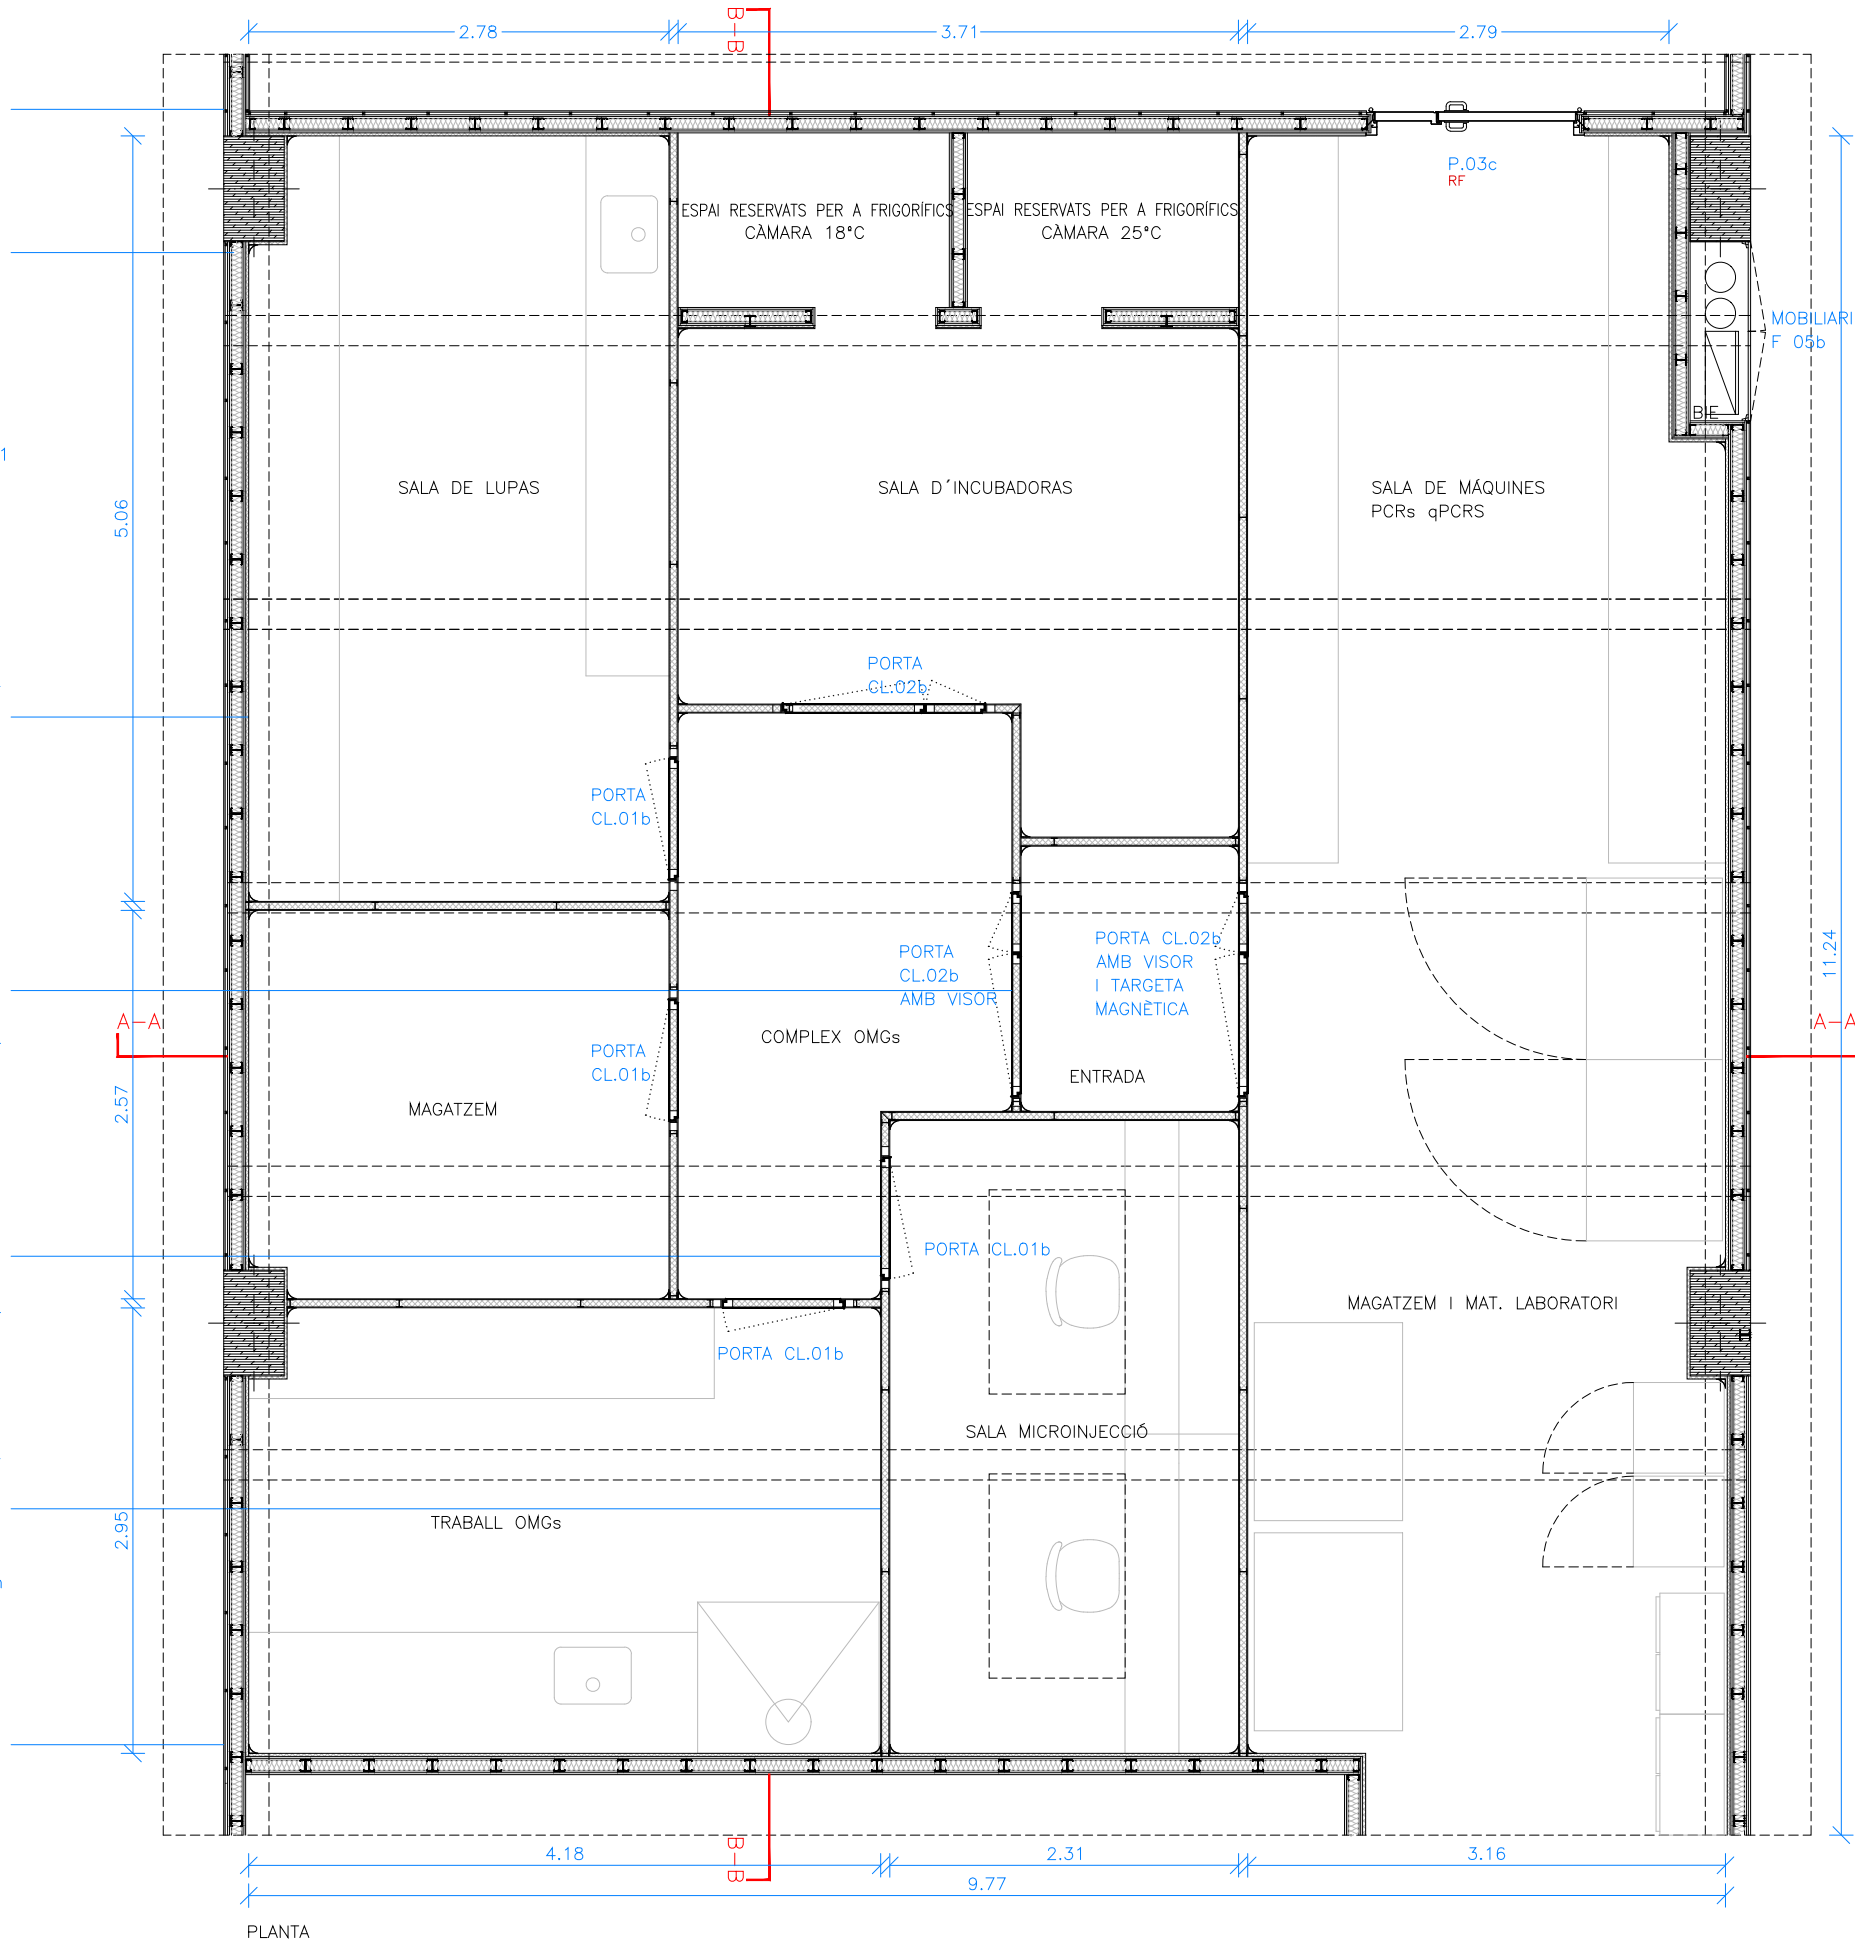 2.78
3.71
2.79
B-B
P.03c
RF
ESPAI RESERVATS PER A FRIGORÍFICS
CÀMARA 18°C
ESPAI RESERVATS PER A FRIGORÍFICS
CÀMARA 25°C
MOBILIARI
F 05b
BIE
1
5.06
SALA DE LUPAS
SALA D´INCUBADORAS
SALA DE MÁQUINES
PCRs qPCRS
PORTA
CL.02b
PORTA
CL.01b
PORTA
CL.02b
AMB VISOR
PORTA CL.02b
AMB VISOR
I TARGETA
MAGNÈTICA
11.24
A-A
A-A
COMPLEX OMGs
PORTA
CL.01b
ENTRADA
2.57
MAGATZEM
PORTA CL.01b
MAGATZEM I MAT. LABORATORI
PORTA CL.01b
SALA MICROINJECCIÓ
2.95
TRABALL OMGs
B-B
4.18
2.31
3.16
9.77
PLANTA